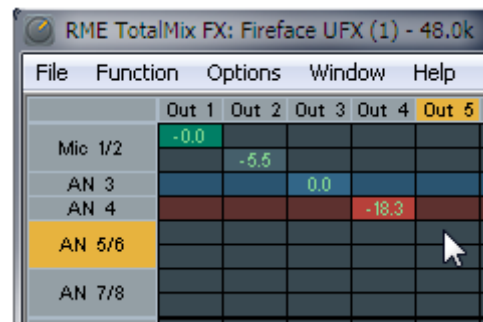 RME TotalMix FX: Fireface UFX (1) - 48.0k
File Function Options Window Help
Out 1 Out 2 Out 3 Out 4 Out 5
Mic 1/2 -0.0
-5.5
AN 3 0.0
AN 4 -18.3
AN 5/6
AN 7/8